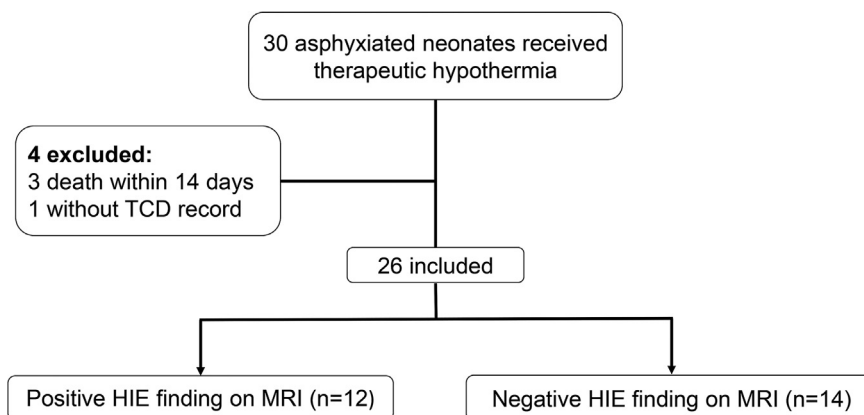 30 asphyxiated neonates received
therapeutic hypothermia
4 excluded:
3 death within 14 days
1 without TCD record
26 included
Positive HIE finding on MRI (n=12)
Negative HIE finding on MRI (n=14)